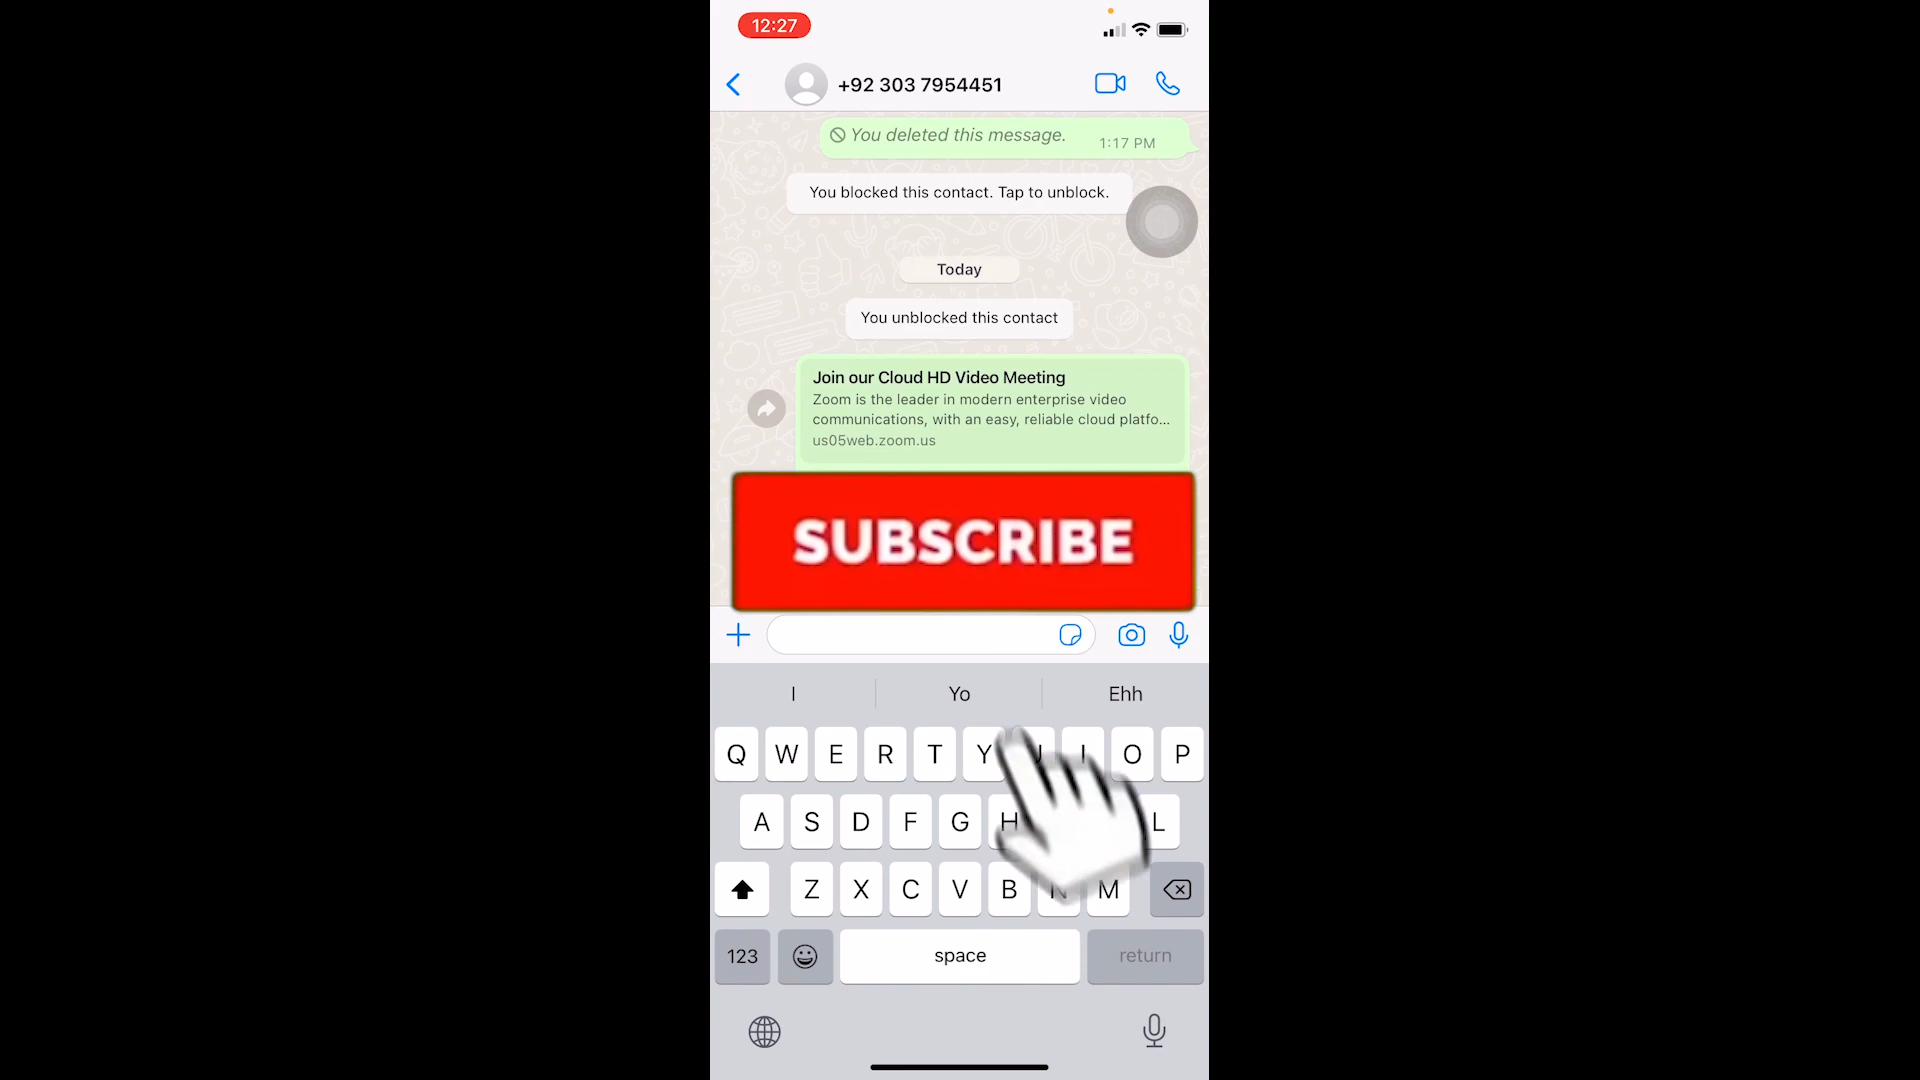 12:27
+92 303 7954451
You deleted this message.
1:17 PM
You blocked this contact. Tap to unblock.
Today
You unblocked this contact
Join our Cloud HD Video Meeting
Zoom is the leader in modern enterprise video
communications, with an easy, reliable cloud platfo...
us05web.zoom.us
SUBSCRIBE
I Yo Ehh
Q W E R T Y I O P
A S D F G H L
Z X C V B N M
123 space return